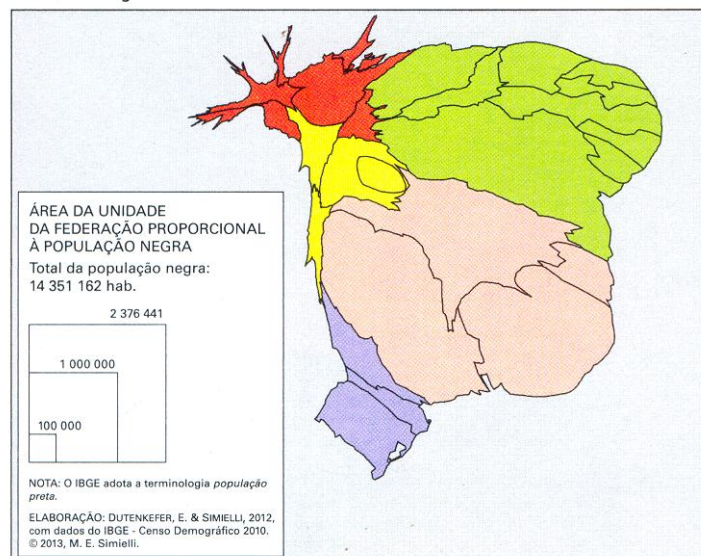 ÁREA DA UNIDADE
DA FEDERAÇÃO PROPORCIONAL
À POPULAÇÃO NEGRA
Total da população negra:
14 351 162 hab.
2 376 441
1 000 000
100 000
NOTA: O IBGE adota a terminologia população
preta.
ELABORAÇÃO: DUTENKEFER, E. & SIMIELLI, 2012,
com dados do IBGE - Censo Demográfico 2010.
© 2013, M. E. Simielli.